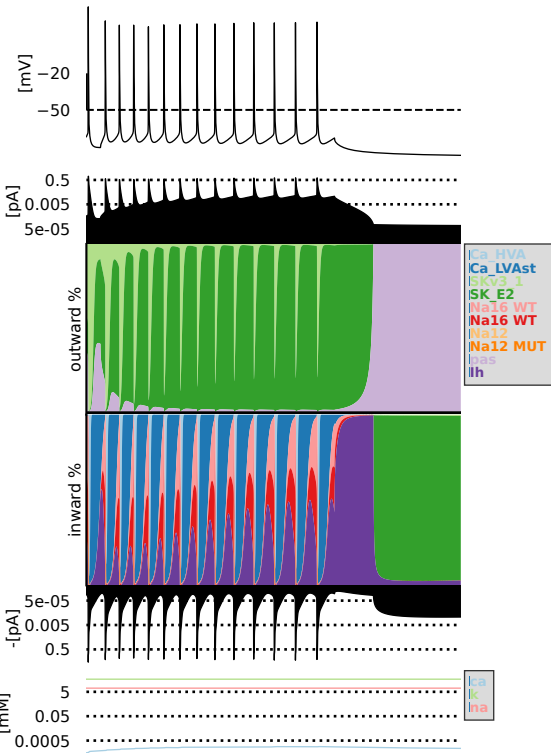 [mV]
−20
−50
[pA]
0.5
0.005
5e-05
outward %
Ca_HVA
Ca_LVAst
SKv3_1
SK_E2
Na16 WT
Na16 WT
Na12
Na12 MUT
pas
Ih
inward %
-[pA]
5e-05
0.005
0.5
[mM]
5
0.05
0.0005
ca
k
na